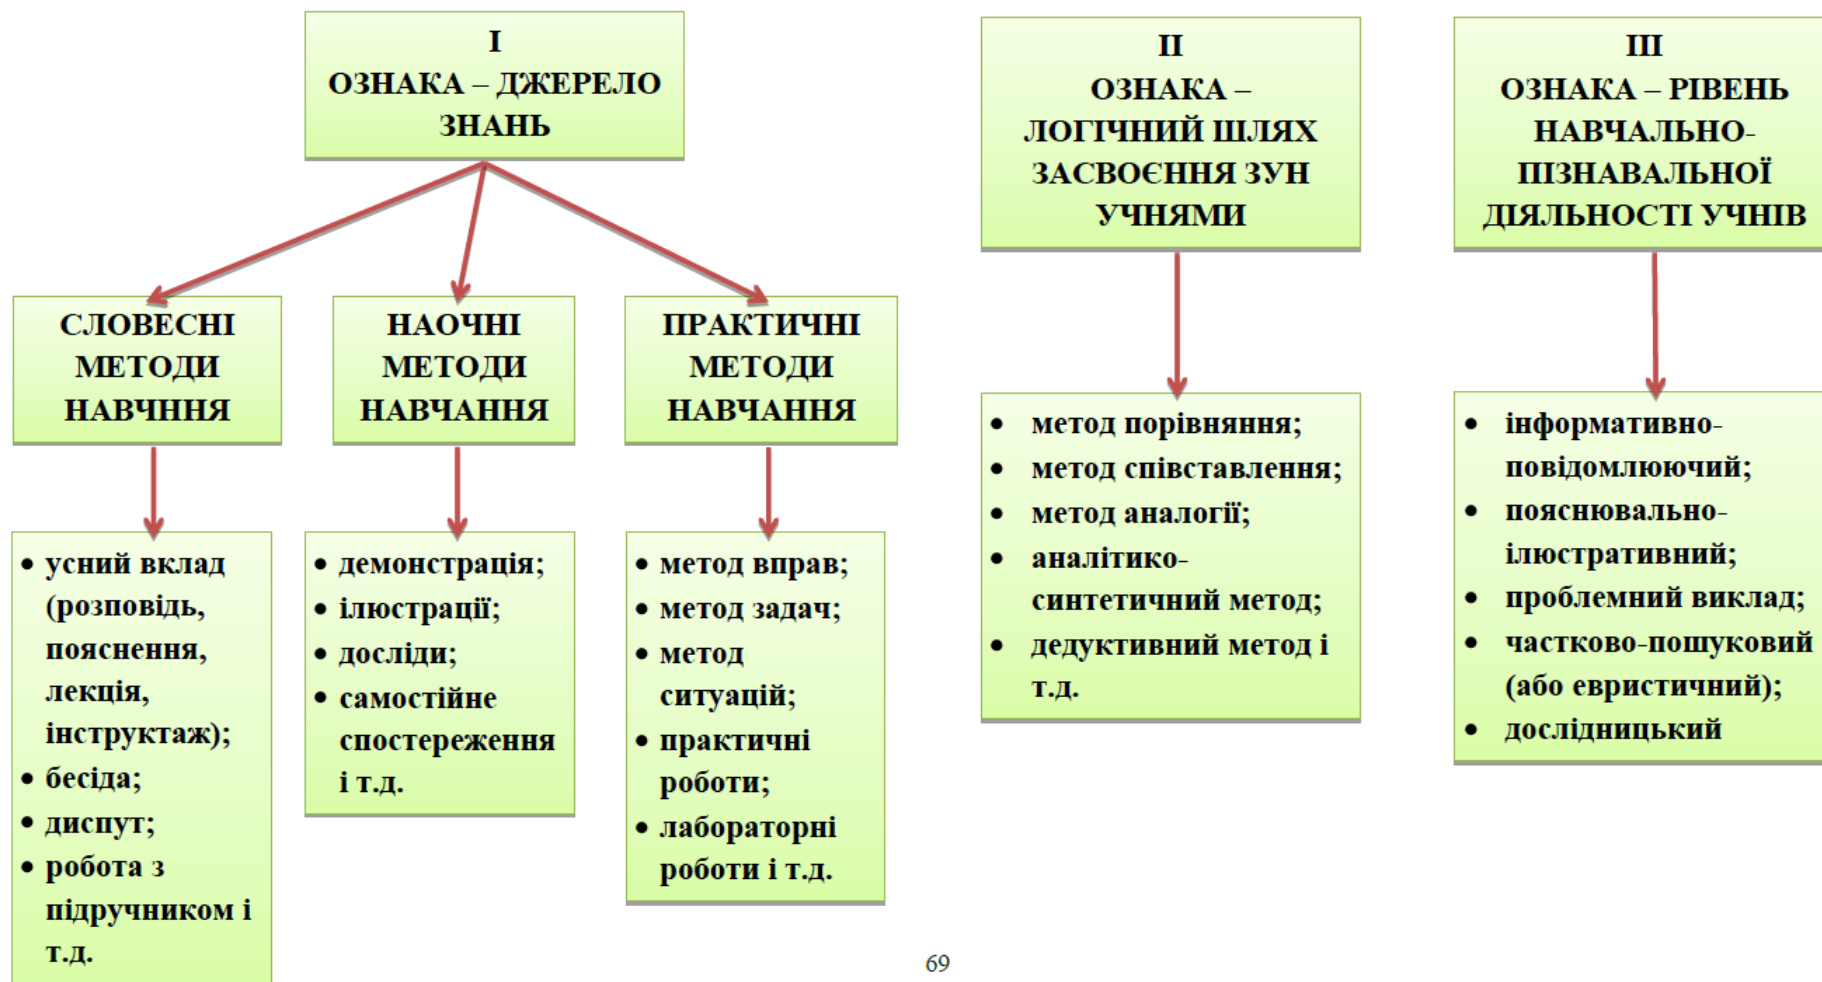 I
ОЗНАКА – ДЖЕРЕЛО
ЗНАНЬ
СЛОВЕСНІ
МЕТОДИ
НАВЧННЯ
НАОЧНІ
МЕТОДИ
НАВЧАННЯ
ПРАКТИЧНІ
МЕТОДИ
НАВЧАННЯ
• усний вклад
(розповідь,
пояснення,
лекція,
інструктаж);
• бесіда;
• диспут;
• робота з
підручником і
т.д.
• демонстрація;
• ілюстрації;
• досліди;
• самостійне
спостереження
і т.д.
• метод вправ;
• метод задач;
• метод
ситуацій;
• практичні
роботи;
• лабораторні
роботи і т.д.
II
ОЗНАКА –
ЛОГІЧНИЙ ШЛЯХ
ЗАСВОЄННЯ ЗУН
УЧНЯМИ
• метод порівняння;
• метод співставлення;
• метод аналогії;
• аналітико-
синтетичний метод;
• дедуктивний метод і
т.д.
III
ОЗНАКА – РІВЕНЬ
НАВЧАЛЬНО-
ПІЗНАВАЛЬНОЇ
ДІЯЛЬНОСТІ УЧНІВ
• інформативно-
повідомлюючий;
• пояснювально-
ілюстративний;
• проблемний виклад;
• частково-пошуковий
(або евристичний);
• дослідницький
69